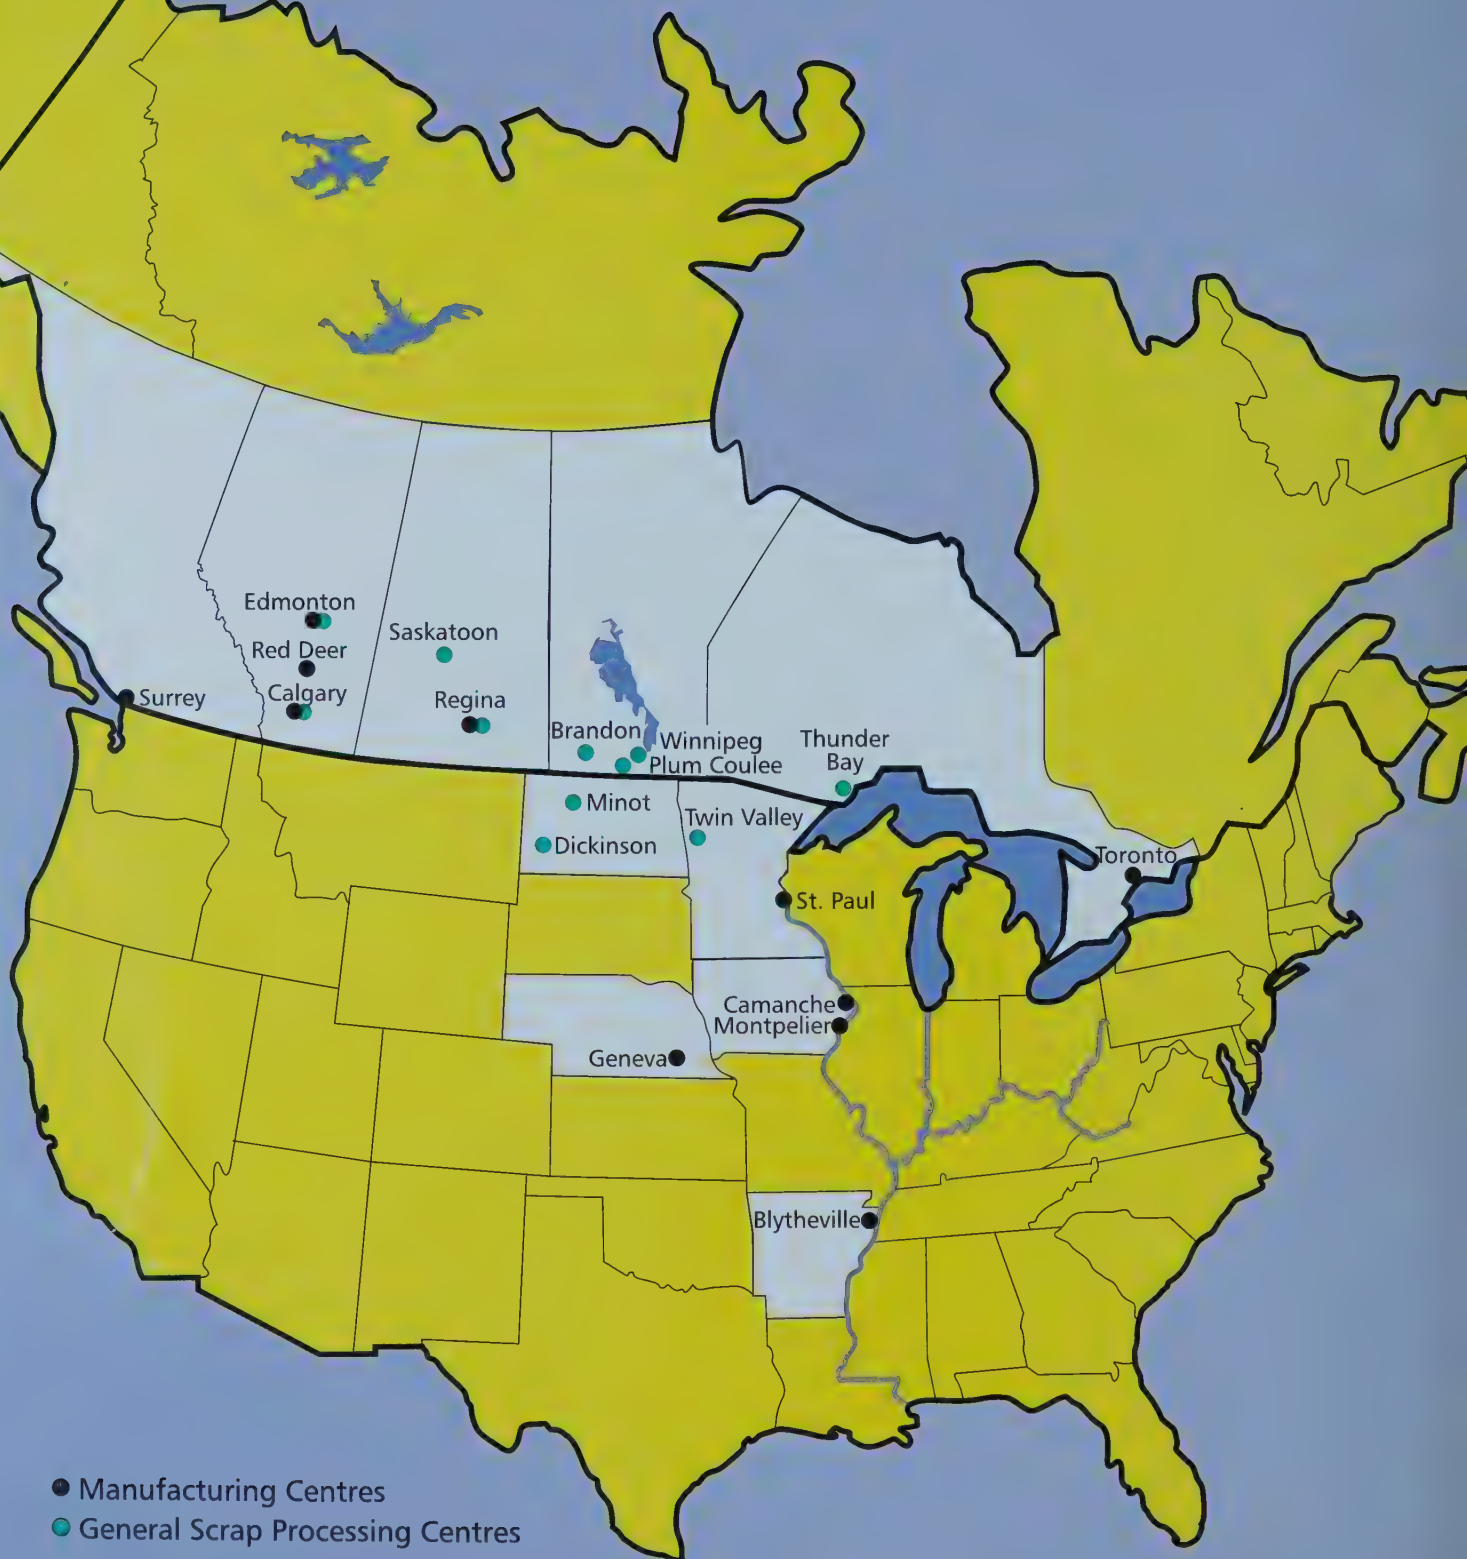 Edmonton
Saskatoon
Red Deer
Calgary
Surrey
Regina
Brandon
Winnipeg
Plum Coulee
Thunder
Bay
Minot
Twin Valley
Dickinson
Toronto
St. Paul
Camanche
Montpelier
Geneva
Blytheville
Manufacturing Centres
General Scrap Processing Centres